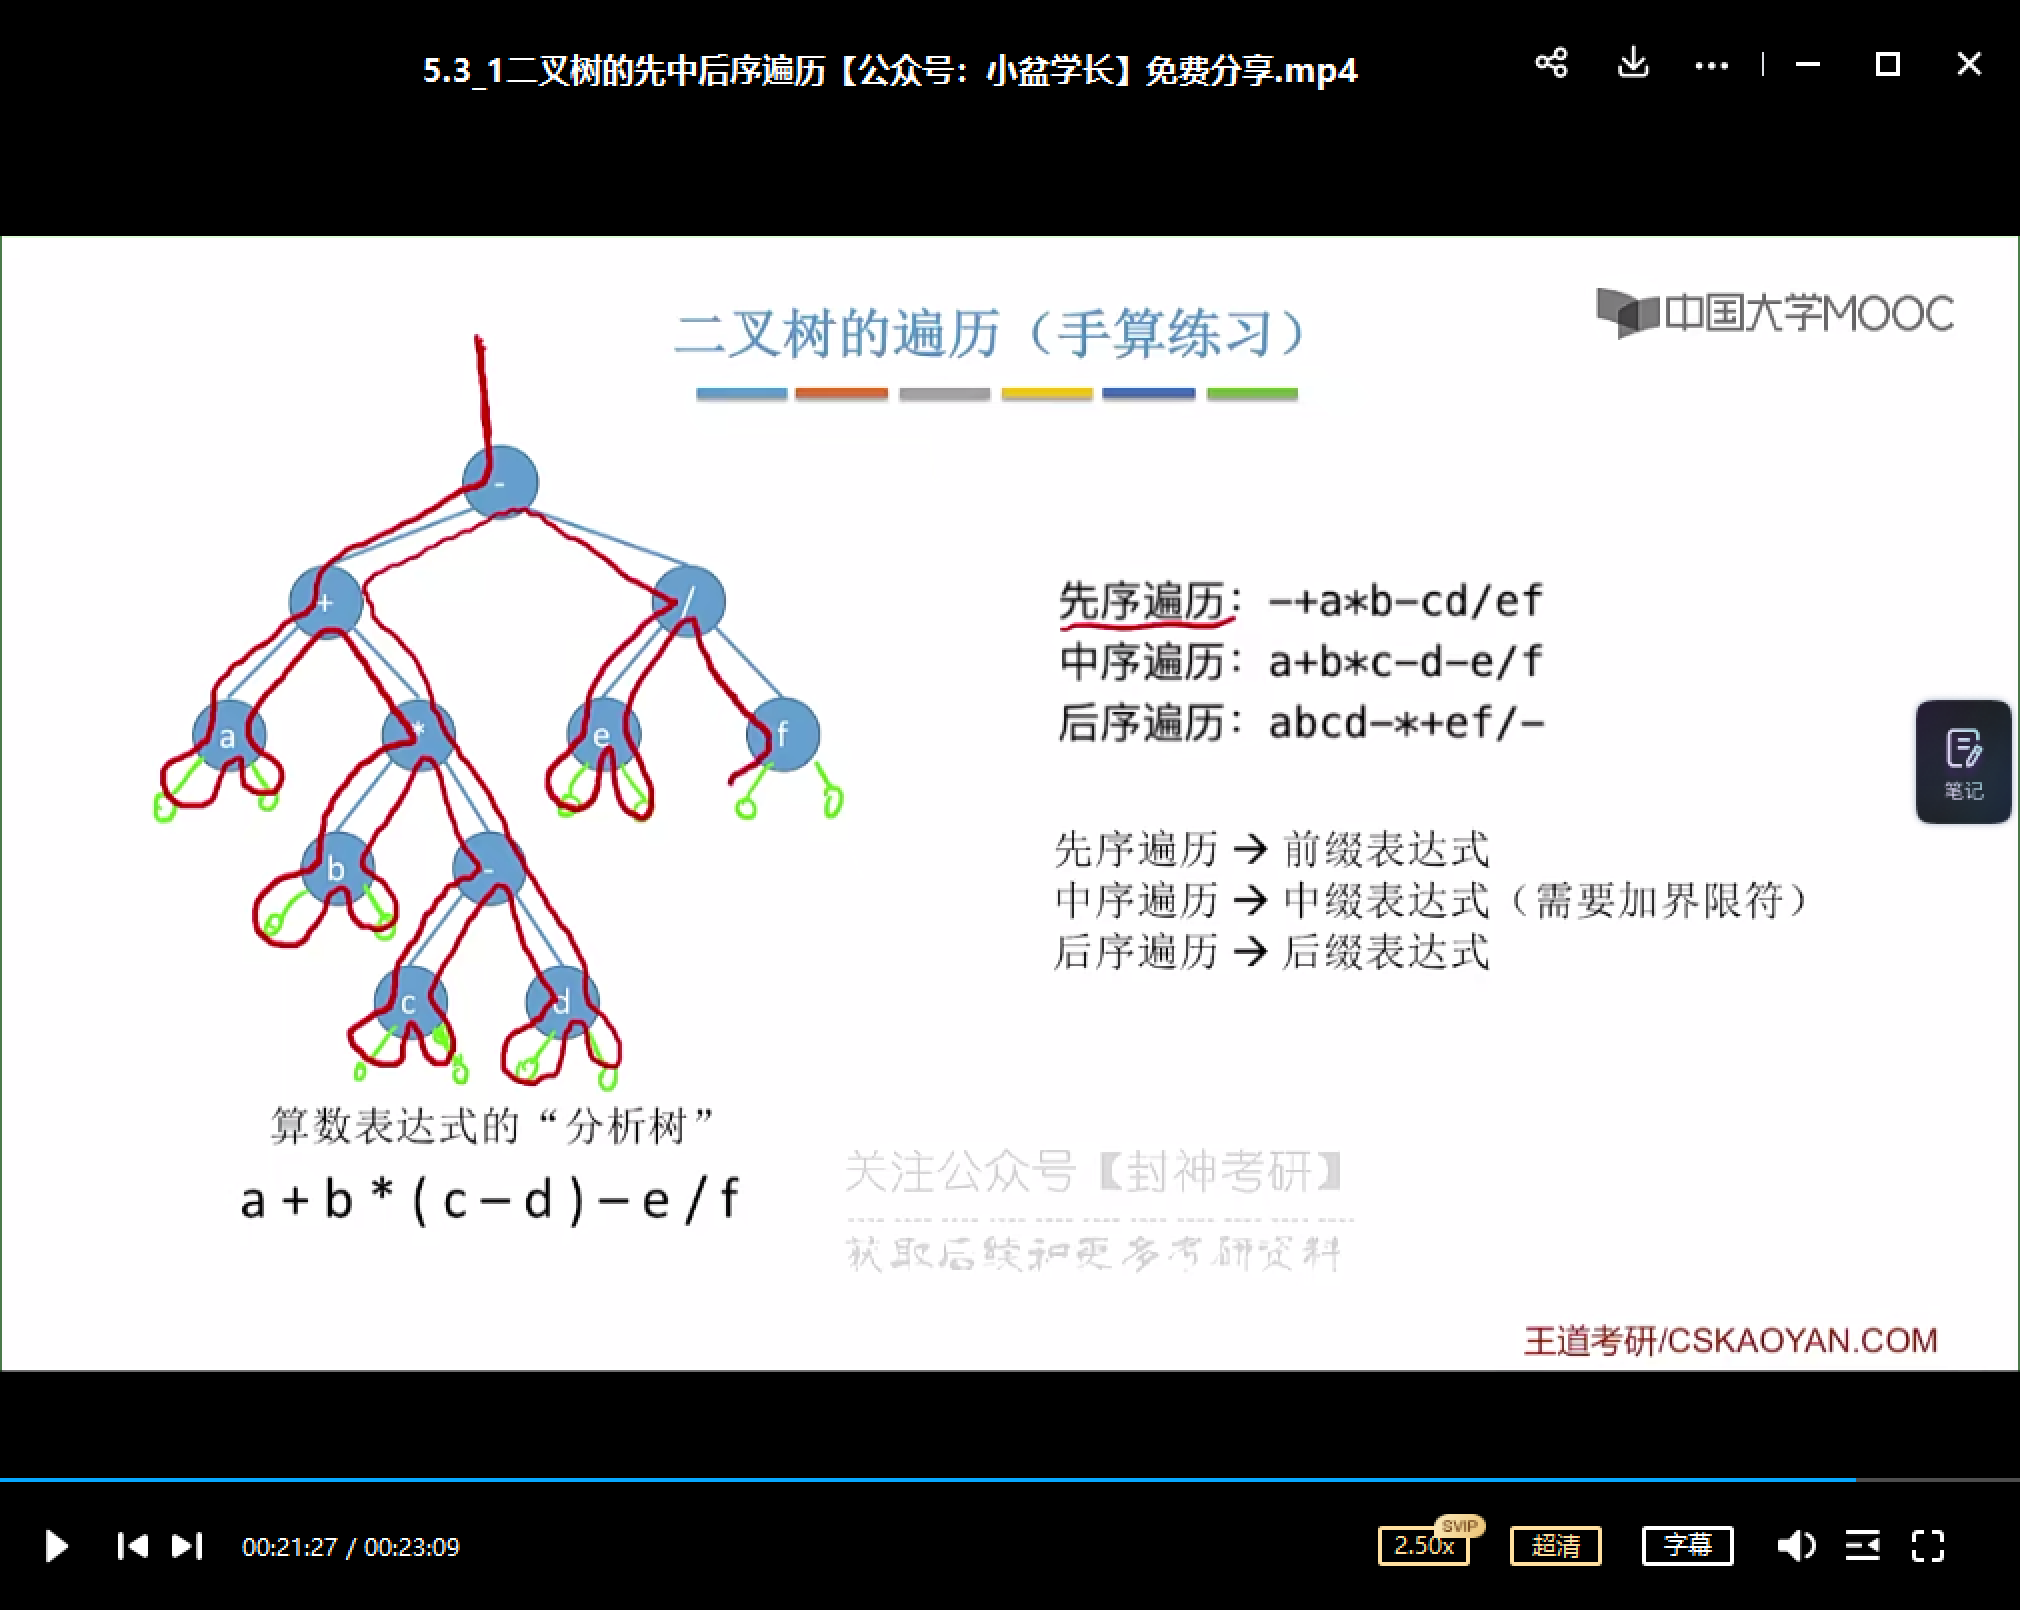 5.3_1二叉树的先中后序遍历【公众号：小盆学长】免费分享.mp4
中国大学MOOC
二叉树的遍历（手算练习）
-
+
/
a
*
e
f
b
-
c
d
先序遍历：-+a*b-cd/ef
中序遍历：a+b*c-d-e/f
后序遍历：abcd-*+ef/-
笔记
先序遍历→前缀表达式
中序遍历→中缀表达式（需要加界限符）
后序遍历→后缀表达式
算数表达式的“分析树”
a+b*(c-d)-e/f
关注公众号【封神考研】
获取后续和更多考研资料
王道考研/CSKAOYAN.COM
00:21:27 / 00:23:09
SVIP
2.50x
超清
字幕